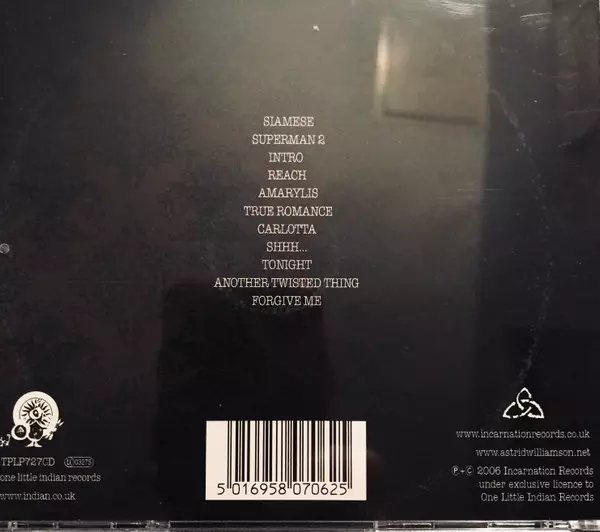 SIAMESE
SUPERMAN 2
INTRO
REACH
AMARYLIS
TRUE ROMANCE
CARLOTTA
SHHH...
TONIGHT
ANOTHER TWISTED THING
FORGIVE ME
TPLP727CD
one little indian records
www.indian.co.uk
5 016958 070625
www.incarnationrecords.co.uk
www.astridwilliamson.net
℗+© 2006 Incarnation Records
under exclusive licence to
One Little Indian Records